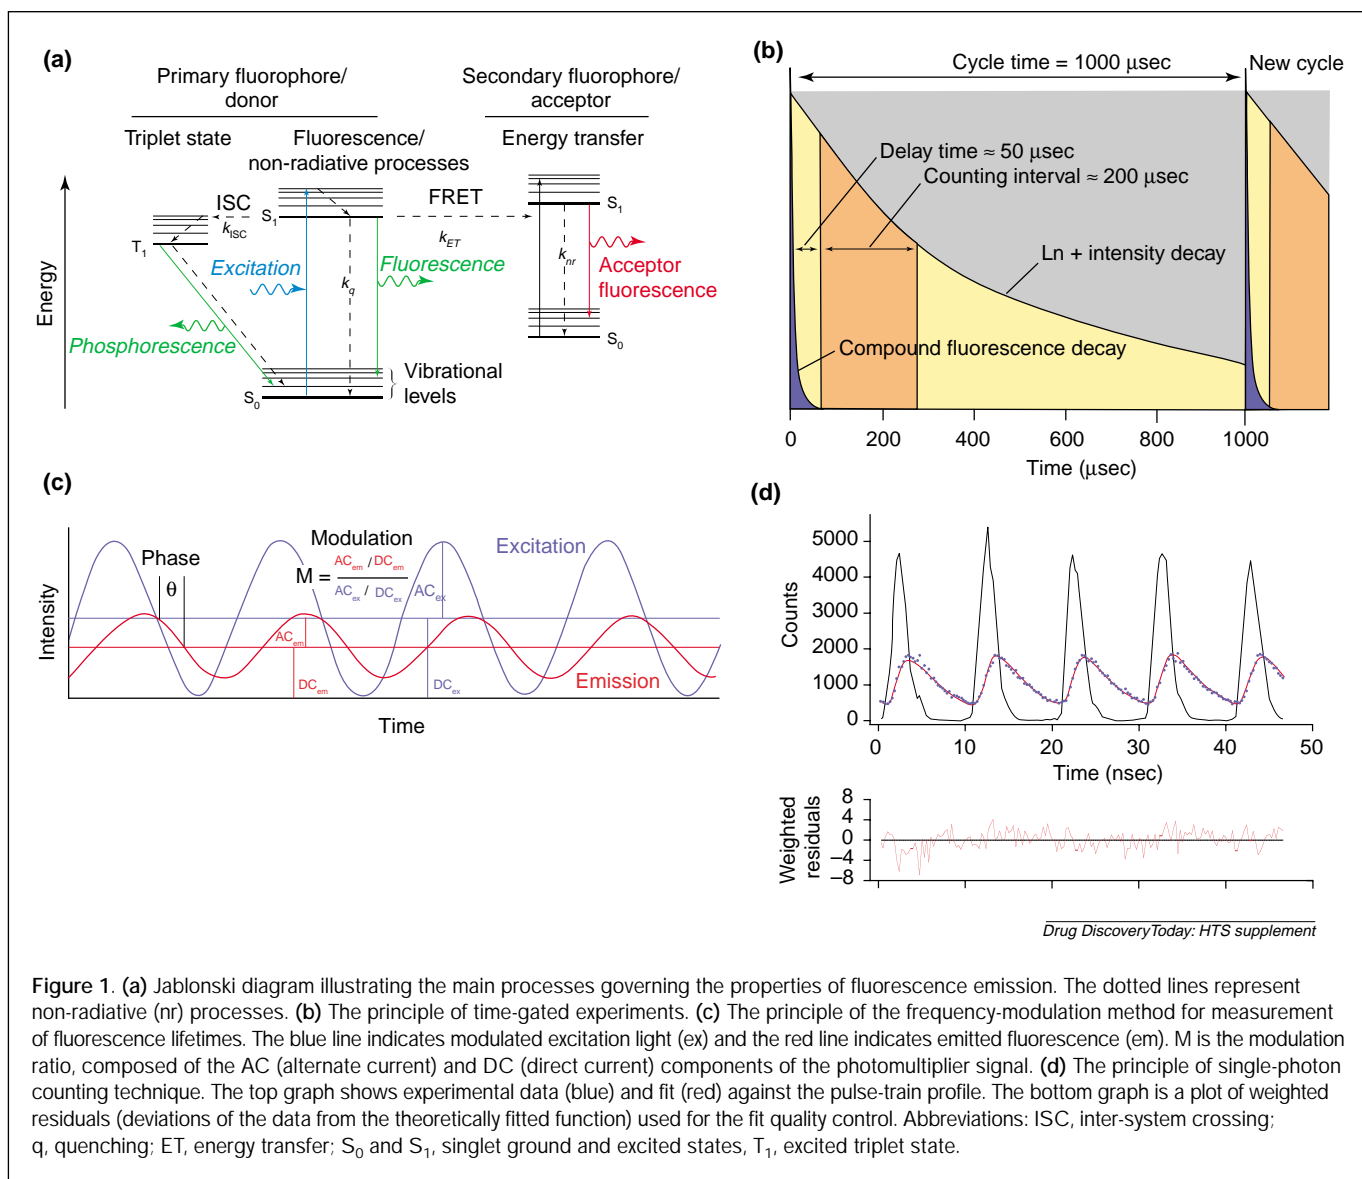 (a)
Primary fluorophore/
donor
Secondary fluorophore/
acceptor
Triplet state
Fluorescence/
non-radiative processes
Energy transfer
Energy
ISC
k_ISC
S1
T1
FRET
k_ET
S1
Excitation
k_q
Fluorescence
k_nr
Acceptor
fluorescence
Phosphorescence
S0
Vibrational
levels
S0
(b)
Cycle time = 1000 µsec
New cycle
Delay time ≈ 50 µsec
Counting interval ≈ 200 µsec
Ln + intensity decay
Compound fluorescence decay
0 200 400 600 800 1000
Time (µsec)
(c)
Phase
θ
Modulation
M = ACem / DCem
ACex / DCex
Excitation
ACex
ACem
DCem
DCex
Emission
Intensity
Time
(d)
Counts
5000
4000
3000
2000
1000
0
0 10 20 30 40 50
Time (nsec)
Weighted
residuals
8
4
0
–4
–8
Drug Discovery Today: HTS supplement
Figure 1. (a) Jablonski diagram illustrating the main processes governing the properties of fluorescence emission. The dotted lines represent
non-radiative (nr) processes. (b) The principle of time-gated experiments. (c) The principle of the frequency-modulation method for measurement
of fluorescence lifetimes. The blue line indicates modulated excitation light (ex) and the red line indicates emitted fluorescence (em). M is the modulation
ratio, composed of the AC (alternate current) and DC (direct current) components of the photomultiplier signal. (d) The principle of single-photon
counting technique. The top graph shows experimental data (blue) and fit (red) against the pulse-train profile. The bottom graph is a plot of weighted
residuals (deviations of the data from the theoretically fitted function) used for the fit quality control. Abbreviations: ISC, inter-system crossing;
q, quenching; ET, energy transfer; S0 and S1, singlet ground and excited states, T1, excited triplet state.